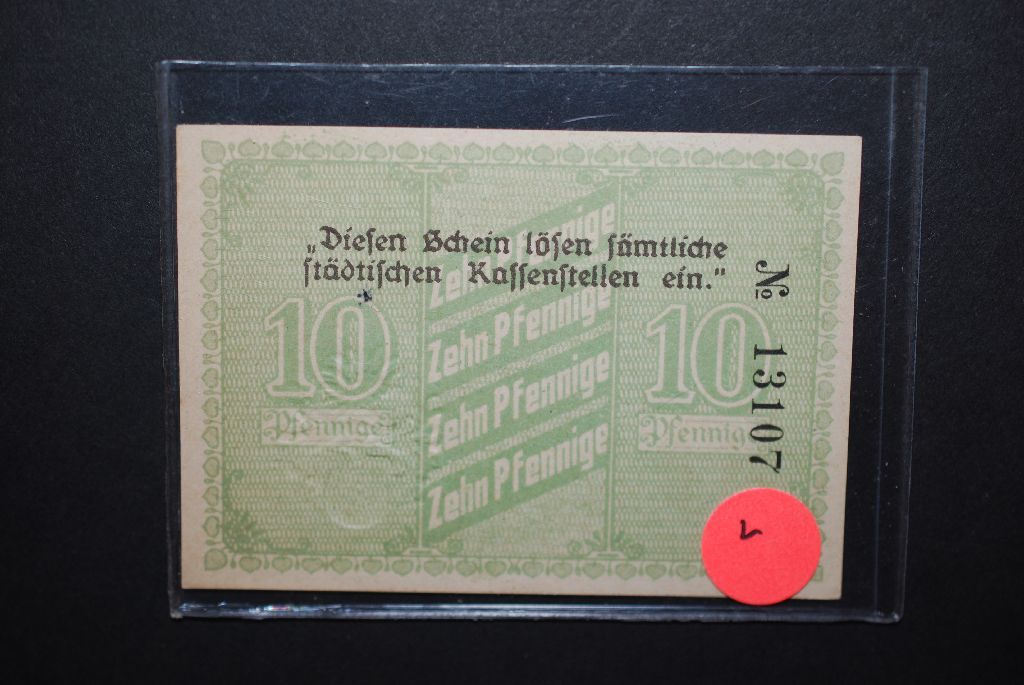 „Diesen Schein lösen sämtliche
städtischen Kassenstellen ein.“
Zehn Pfennige
Zehn Pfennige
Zehn Pfennige
Zehn Pfennige
10
Pfennige
10
Pfennige
№ 13107